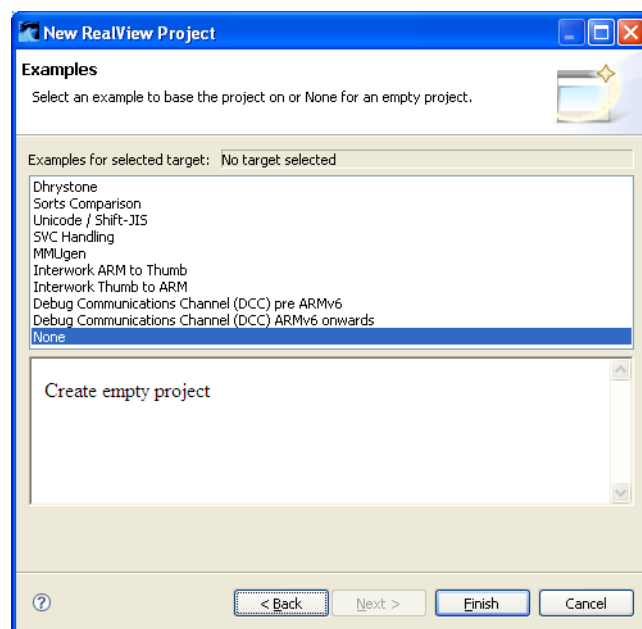 New RealView Project
Examples
Select an example to base the project on or None for an empty project.
Examples for selected target: No target selected
Dhrystone
Sorts Comparison
Unicode / Shift-JIS
SVC Handling
MMUgen
Interwork ARM to Thumb
Interwork Thumb to ARM
Debug Communications Channel (DCC) pre ARMv6
Debug Communications Channel (DCC) ARMv6 onwards
None
Create empty project
? < Back Next > Finish Cancel